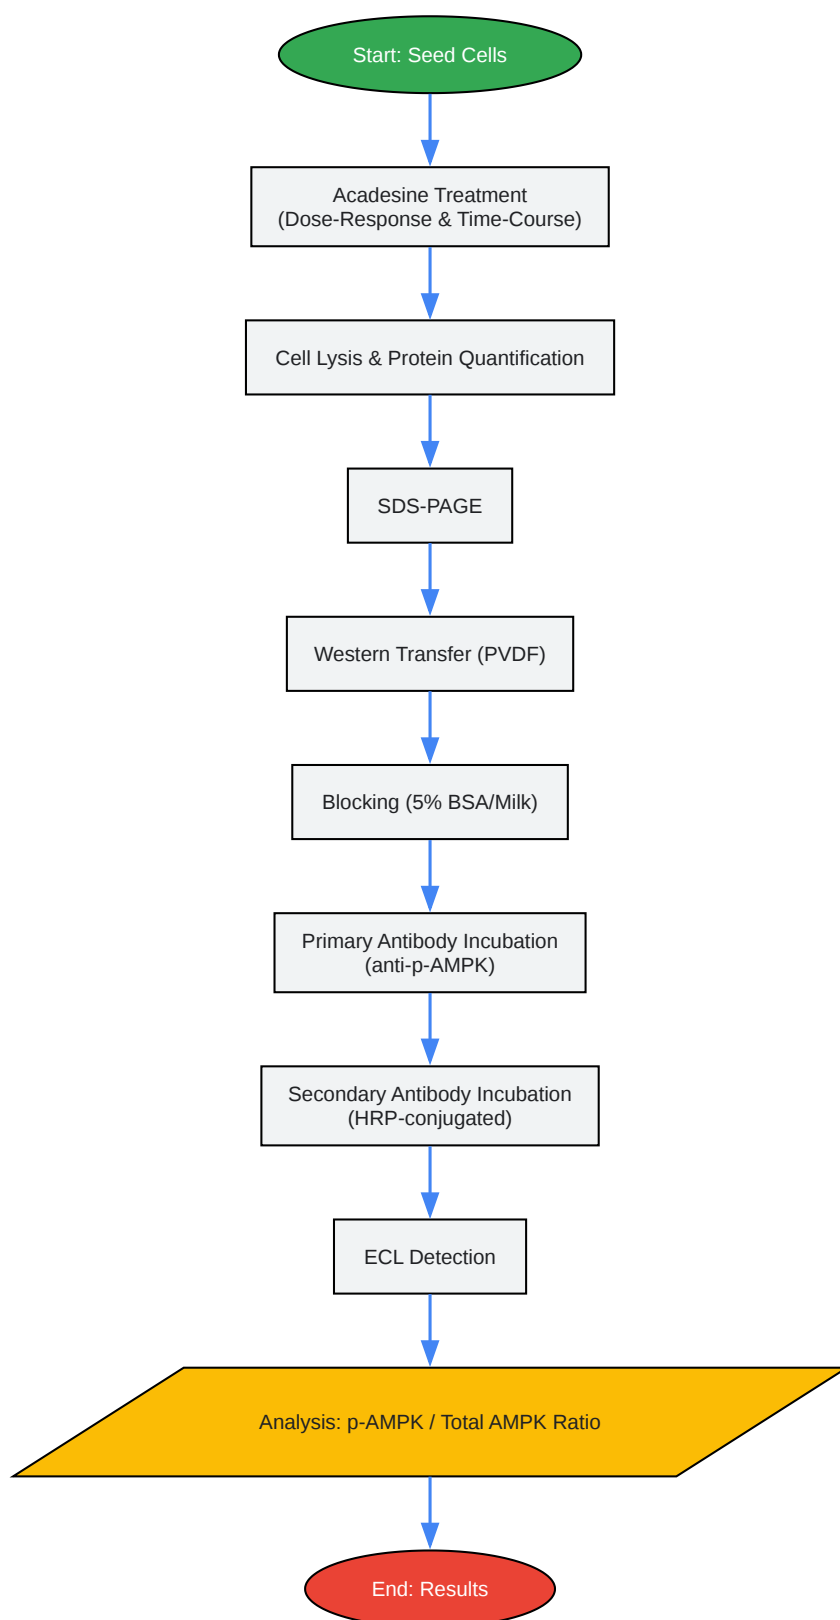 Start: Seed Cells
Acadesine Treatment
(Dose-Response & Time-Course)
Cell Lysis & Protein Quantification
SDS-PAGE
Western Transfer (PVDF)
Blocking (5% BSA/Milk)
Primary Antibody Incubation
(anti-p-AMPK)
Secondary Antibody Incubation
(HRP-conjugated)
ECL Detection
Analysis: p-AMPK / Total AMPK Ratio
End: Results